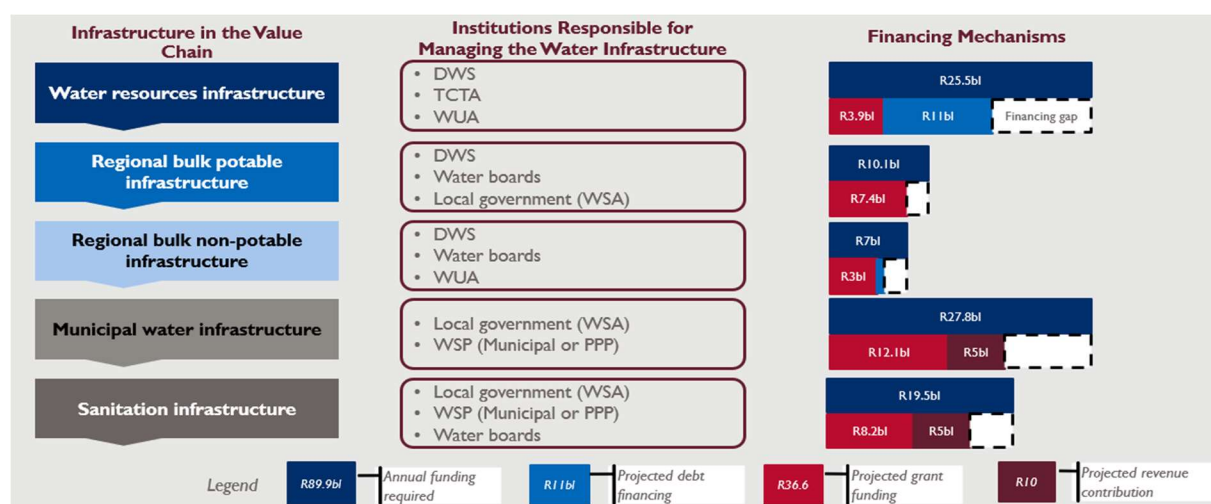 Infrastructure in the Value
Chain
Institutions Responsible for
Managing the Water Infrastructure
Financing Mechanisms
Water resources infrastructure
• DWS
• TCTA
• WUA
R25.5bl
R3.9bl
R11bl
Financing gap
Regional bulk potable
infrastructure
• DWS
• Water boards
• Local government (WSA)
R10.1bl
R7.4bl
Regional bulk non-potable
infrastructure
• DWS
• Water boards
• WUA
R7bl
R3bl
Municipal water infrastructure
• Local government (WSA)
• WSP (Municipal or PPP)
R27.8bl
R12.1bl
R5bl
Sanitation infrastructure
• Local government (WSA)
• WSP (Municipal or PPP)
• Water boards
R19.5bl
R8.2bl
R5bl
Legend
R89.9bl
Annual funding
required
R11bl
Projected debt
financing
R36.6
Projected grant
funding
R10
Projected revenue
contribution